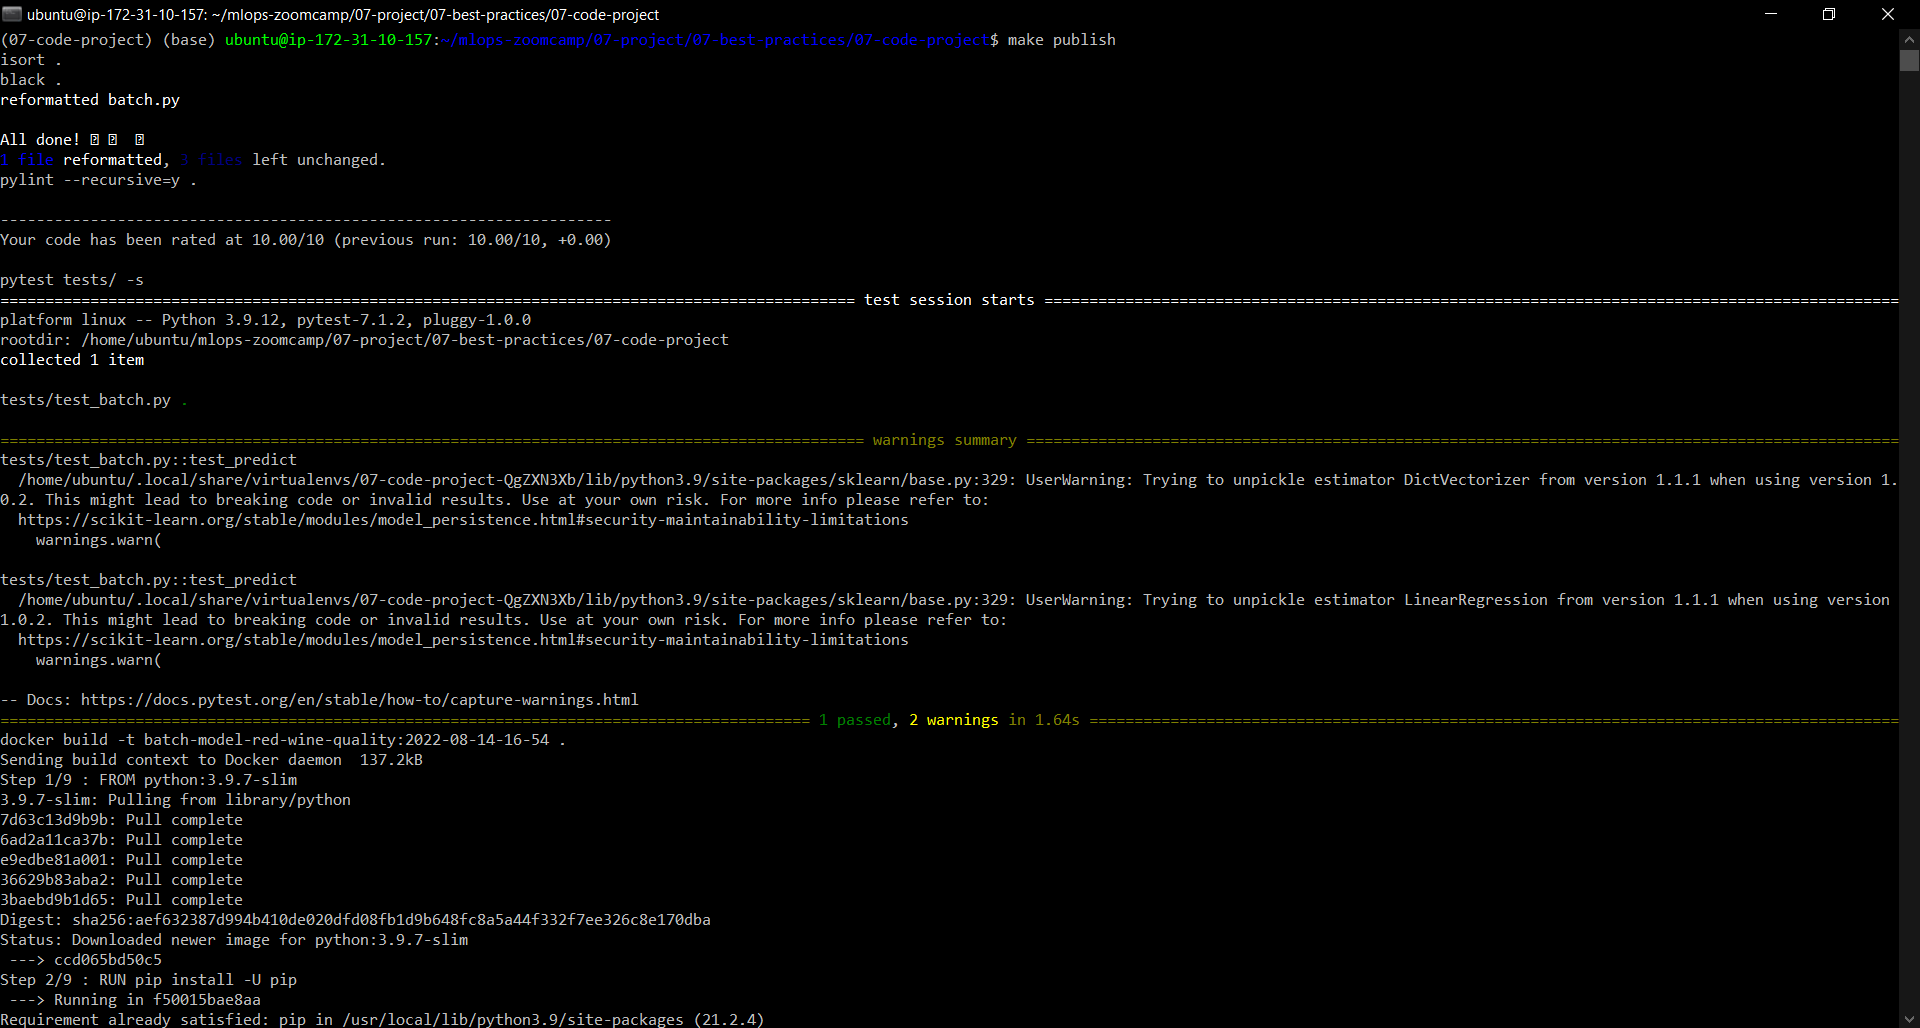 ubuntu@ip-172-31-10-157: ~/mlops-zoomcamp/07-project/07-best-practices/07-code-project
(07-code-project) (base) ubuntu@ip-172-31-10-157:~/mlops-zoomcamp/07-project/07-best-practices/07-code-project$ make publish
isort .
black .
reformatted batch.py
All done!
1 file reformatted, 3 files left unchanged.
pylint --recursive=y .
--------------------------------------------------------------------
Your code has been rated at 10.00/10 (previous run: 10.00/10, +0.00)
pytest tests/ -s
=============================================================================================== test session starts ===============================================================================================
platform linux -- Python 3.9.12, pytest-7.1.2, pluggy-1.0.0
rootdir: /home/ubuntu/mlops-zoomcamp/07-project/07-best-practices/07-code-project
collected 1 item
tests/test_batch.py .
================================================================================================ warnings summary =================================================================================================
tests/test_batch.py::test_predict
  /home/ubuntu/.local/share/virtualenvs/07-code-project-QgZXN3Xb/lib/python3.9/site-packages/sklearn/base.py:329: UserWarning: Trying to unpickle estimator DictVectorizer from version 1.1.1 when using version 1.
0.2. This might lead to breaking code or invalid results. Use at your own risk. For more info please refer to:
  https://scikit-learn.org/stable/modules/model_persistence.html#security-maintainability-limitations
    warnings.warn(
tests/test_batch.py::test_predict
  /home/ubuntu/.local/share/virtualenvs/07-code-project-QgZXN3Xb/lib/python3.9/site-packages/sklearn/base.py:329: UserWarning: Trying to unpickle estimator LinearRegression from version 1.1.1 when using version
1.0.2. This might lead to breaking code or invalid results. Use at your own risk. For more info please refer to:
  https://scikit-learn.org/stable/modules/model_persistence.html#security-maintainability-limitations
    warnings.warn(
-- Docs: https://docs.pytest.org/en/stable/how-to/capture-warnings.html
========================================================================================== 1 passed, 2 warnings in 1.64s ==========================================================================================
docker build -t batch-model-red-wine-quality:2022-08-14-16-54 .
Sending build context to Docker daemon  137.2kB
Step 1/9 : FROM python:3.9.7-slim
3.9.7-slim: Pulling from library/python
7d63c13d9b9b: Pull complete
6ad2a11ca37b: Pull complete
e9edbe81a001: Pull complete
36629b83aba2: Pull complete
3baebd9b1d65: Pull complete
Digest: sha256:aef632387d994b410de020dfd08fb1d9b648fc8a5a44f332f7ee326c8e170dba
Status: Downloaded newer image for python:3.9.7-slim
 ---> ccd065bd50c5
Step 2/9 : RUN pip install -U pip
 ---> Running in f50015bae8aa
Requirement already satisfied: pip in /usr/local/lib/python3.9/site-packages (21.2.4)